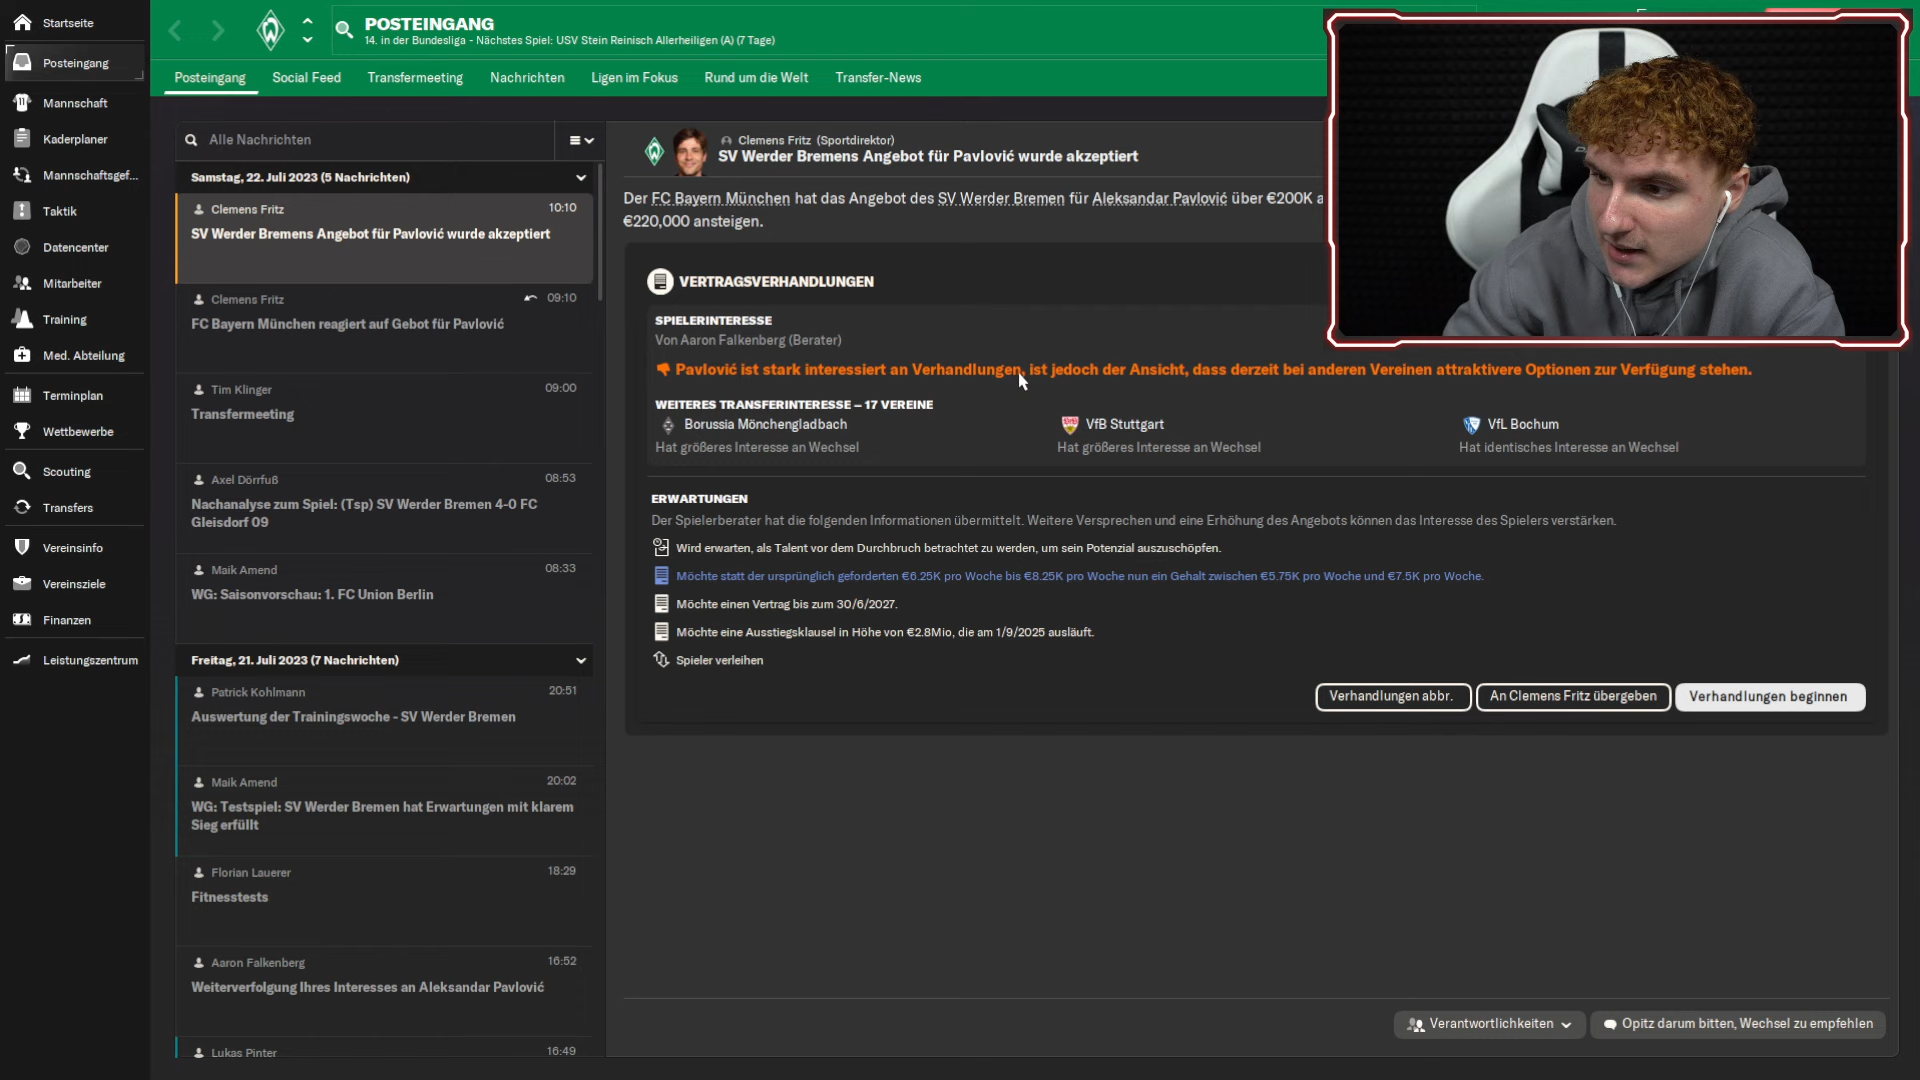 Startseite
Posteingang
Mannschaft
Kaderplaner
Mannschaftsgef...
Taktik
Datencenter
Mitarbeiter
Training
Med. Abteilung
Terminplan
Wettbewerbe
Scouting
Transfers
Vereinsinfo
Vereinsziele
Finanzen
Leistungszentrum
POSTEINGANG
14. in der Bundesliga - Nächstes Spiel: USV Stein Reinisch Allerheiligen (A) (7 Tage)
Posteingang Social Feed Transfermeeting Nachrichten Ligen im Fokus Rund um die Welt Transfer-News
Alle Nachrichten
Samstag, 22. Juli 2023 (5 Nachrichten)
Clemens Fritz 10:10
SV Werder Bremens Angebot für Pavlović wurde akzeptiert
Clemens Fritz 09:10
FC Bayern München reagiert auf Gebot für Pavlović
Tim Klinger 09:00
Transfermeeting
Axel Dörrfuß 08:53
Nachanalyse zum Spiel: (Tsp) SV Werder Bremen 4-0 FC
Gleisdorf 09
Maik Amend 08:33
WG: Saisonvorschau: 1. FC Union Berlin
Freitag, 21. Juli 2023 (7 Nachrichten)
Patrick Kohlmann 20:51
Auswertung der Trainingswoche - SV Werder Bremen
Maik Amend 20:02
WG: Testspiel: SV Werder Bremen hat Erwartungen mit klarem
Sieg erfüllt
Florian Lauerer 18:29
Fitnesstests
Aaron Falkenberg 16:52
Weiterverfolgung Ihres Interesses an Aleksandar Pavlović
Lukas Pinter 16:49
Clemens Fritz (Sportdirektor)
SV Werder Bremens Angebot für Pavlović wurde akzeptiert
Der FC Bayern München hat das Angebot des SV Werder Bremen für Aleksandar Pavlović über €200K
€220,000 ansteigen.
VERTRAGSVERHANDLUNGEN
SPIELERINTERESSE
Von Aaron Falkenberg (Berater)
Pavlović ist stark interessiert an Verhandlungen, ist jedoch der Ansicht, dass derzeit bei anderen Vereinen attraktivere Optionen zur Verfügung stehen.
WEITERES TRANSFERINTERESSE – 17 VEREINE
Borussia Mönchengladbach VfB Stuttgart VfL Bochum
Hat größeres Interesse an Wechsel Hat größeres Interesse an Wechsel Hat identisches Interesse an Wechsel
ERWARTUNGEN
Der Spielerberater hat die folgenden Informationen übermittelt. Weitere Versprechen und eine Erhöhung des Angebots können das Interesse des Spielers verstärken.
Wird erwarten, als Talent vor dem Durchbruch betrachtet zu werden, um sein Potenzial auszuschöpfen.
Möchte statt der ursprünglich geforderten €6.25K pro Woche bis €8.25K pro Woche nun ein Gehalt zwischen €5.75K pro Woche und €7.5K pro Woche.
Möchte einen Vertrag bis zum 30/6/2027.
Möchte eine Ausstiegsklausel in Höhe von €2.8Mio, die am 1/9/2025 ausläuft.
Spieler verleihen
Verhandlungen abbr. An Clemens Fritz übergeben Verhandlungen beginnen
Verantwortlichkeiten Opitz darum bitten, Wechsel zu empfehlen